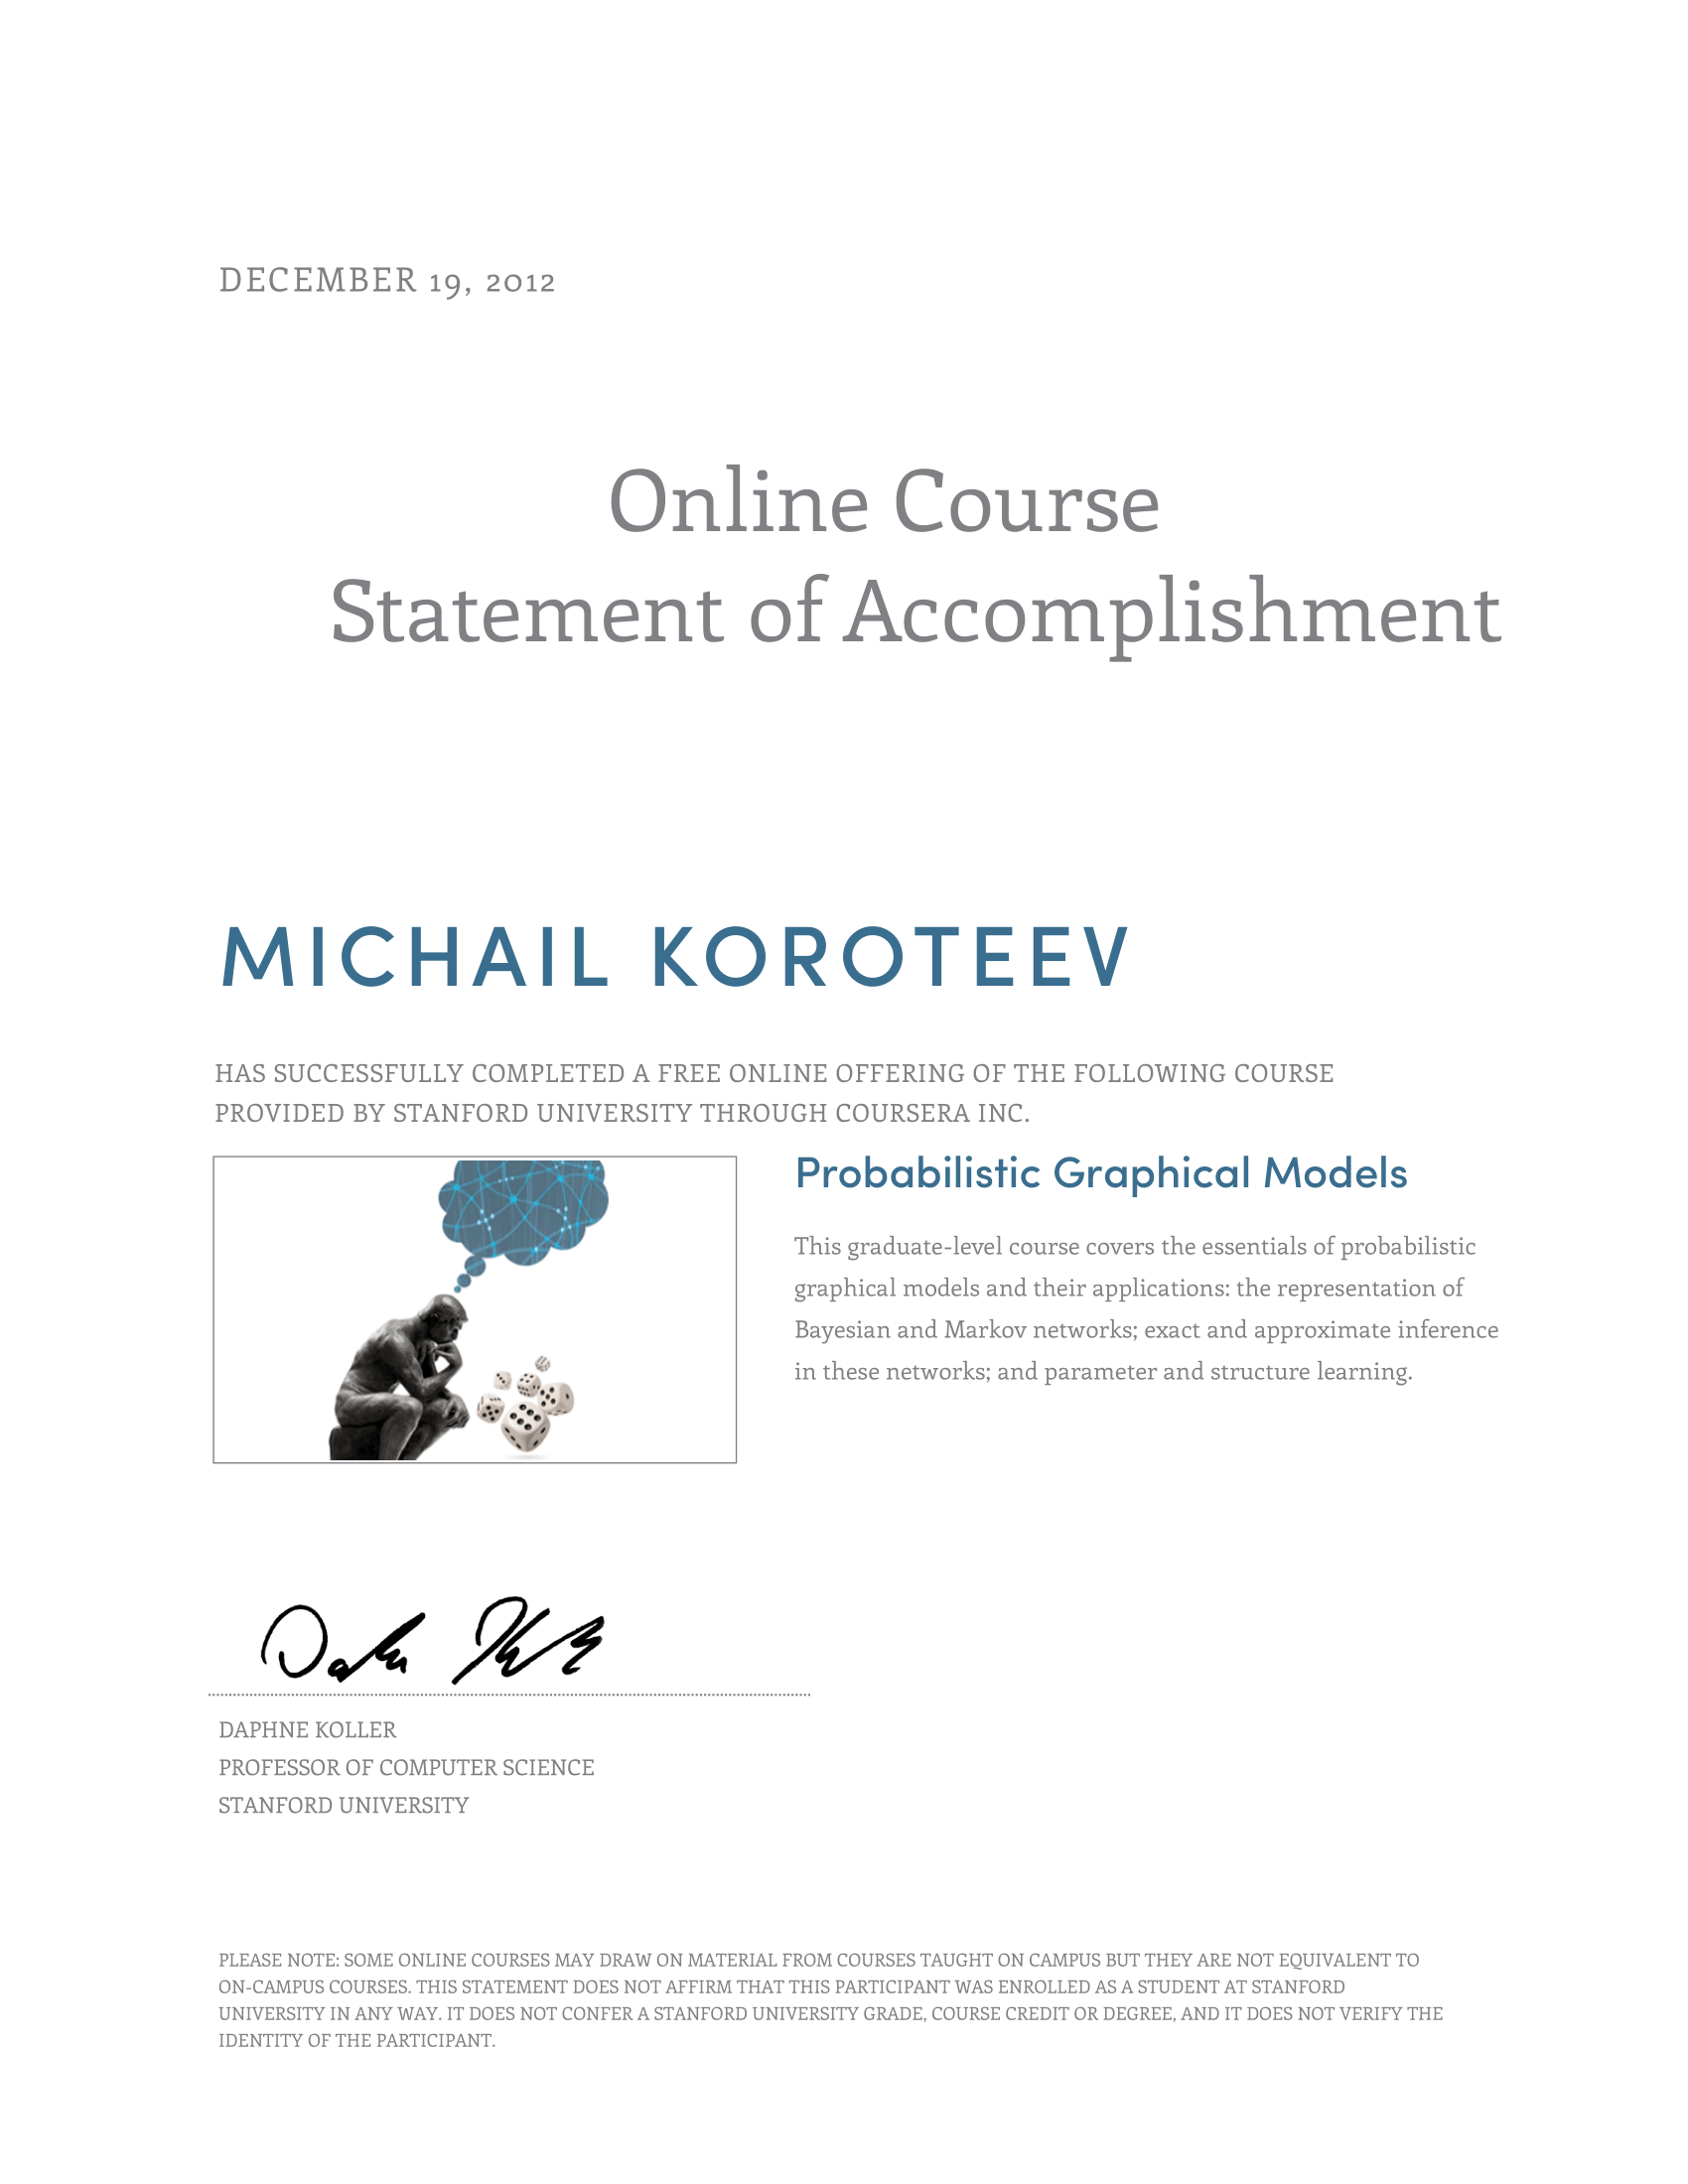 DECEMBER 19, 2012
Online Course
Statement of Accomplishment
MICHAIL KOROTEEV
HAS SUCCESSFULLY COMPLETED A FREE ONLINE OFFERING OF THE FOLLOWING COURSE
PROVIDED BY STANFORD UNIVERSITY THROUGH COURSERA INC.
Probabilistic Graphical Models
This graduate-level course covers the essentials of probabilistic
graphical models and their applications: the representation of
Bayesian and Markov networks; exact and approximate inference
in these networks; and parameter and structure learning.
DAPHNE KOLLER
PROFESSOR OF COMPUTER SCIENCE
STANFORD UNIVERSITY
PLEASE NOTE: SOME ONLINE COURSES MAY DRAW ON MATERIAL FROM COURSES TAUGHT ON CAMPUS BUT THEY ARE NOT EQUIVALENT TO
ON-CAMPUS COURSES. THIS STATEMENT DOES NOT AFFIRM THAT THIS PARTICIPANT WAS ENROLLED AS A STUDENT AT STANFORD
UNIVERSITY IN ANY WAY. IT DOES NOT CONFER A STANFORD UNIVERSITY GRADE, COURSE CREDIT OR DEGREE, AND IT DOES NOT VERIFY THE
IDENTITY OF THE PARTICIPANT.